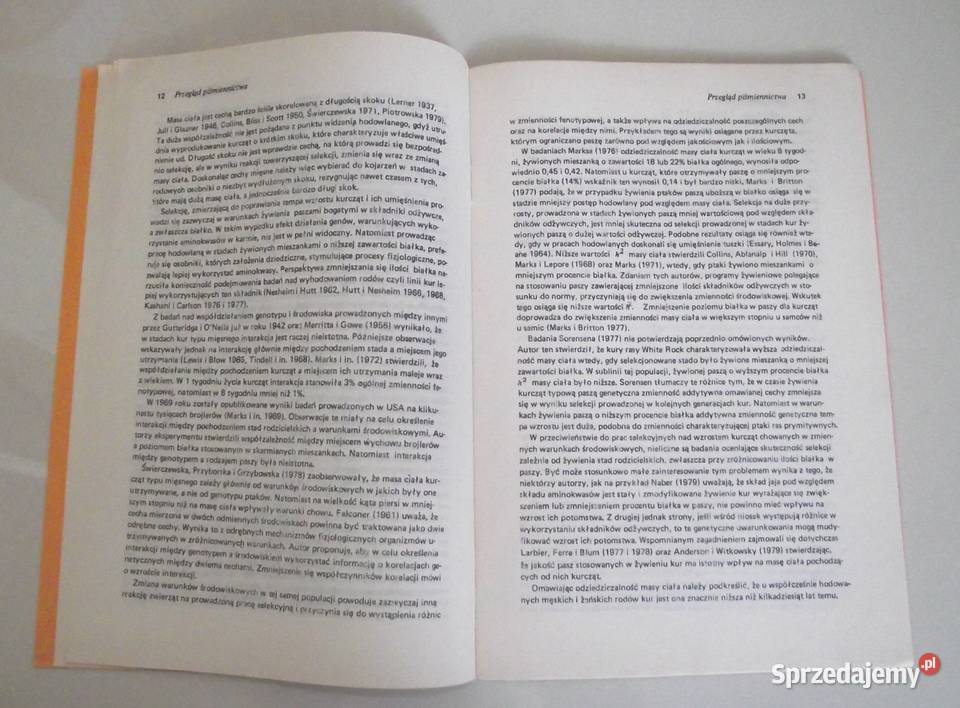 12 Przegląd piśmiennictwa
Masa ciała jest cechą bardzo ściśle skorelowaną z długością skoku (Lerner 1937,
Jull i Glazner 1946, Collins, Bliss i Scott 1950, Świerczewska 1971, Piotrowska 1979).
Ta duża współzależność nie jest pożądana z punktu widzenia hodowlanego, gdyż utru-
dnia wyprodukowanie kurcząt o krótkim skoku, które charakteryzuje właściwe umięś-
nienie ud. Długość skoku nie jest wprawdzie cechą, na którą prowadzi się bezpośred-
nio selekcję, ale w wyniku reakcji towarzyszącej selekcji, zmienia się wraz ze zmianą
masy ciała. Doskonaląc cechy mięsne należy więc wybierać do kojarzeń w stadach za-
rodowych osobniki o niezbyt wydłużonym skoku, rezygnując nawet czasem z tych,
które mają dużą masę ciała, a jednocześnie bardzo długi skok.
Selekcję, zmierzającą do poprawiania tempa wzrostu kurcząt i ich umięśnienia pro-
wadzi się zazwyczaj w warunkach żywienia paszami bogatymi w składniki odżywcze,
a zwłaszcza białko. W takim wypadku efekt działania genów, warunkujących wyko-
rzystanie aminokwasów w karmie, nie jest w pełni widoczny. Natomiast prowadząc
pracę hodowlaną w stadach żywionych mieszankami o niższej zawartości białka, prefe-
ruje się osobniki, których założenia dziedziczne, stymulujące procesy fizjologiczne, po-
zwalają lepiej wykorzystać aminokwasy. Perspektywa zmniejszania się ilości białka na-
rzuciła konieczność podejmowania badań nad wyhodowaniem rodów czyli linii kur le-
piej wykorzystujących ten składnik (Nesheim i Hutt 1962, Hutt i Nesheim 1966, 1968,
Kashani i Carlson 1976 i 1977).
Z badań nad współdziałaniem genotypu i środowiska prowadzonych między innymi
przez Gutteridga i O'Neila już w roku 1942 oraz Merritta i Gowe (1956) wynikało, że
w stadach kur typu mięsnego interakcja jest raczej nieistotna. Późniejsze obserwacje
wskazywały jednak na interakcję głównie między pochodzeniem stada a miejscem jego
utrzymania (Lewis i Blow 1965, Tindell i in. 1968). Marks i in. (1972) stwierdzili, że
współdziałanie między pochodzeniem kurcząt a miejscem ich utrzymania maleje wraz
z wiekiem. W 1 tygodniu życia kurcząt interakcja stanowiła 3% ogólnej zmienności fe-
notypowej, natomiast w 8 tygodniu mniej niż 1%.
W 1969 roku zostały opublikowane wyniki badań prowadzonych w USA na kilku-
nastu tysiącach brojlerów (Marks i in. 1969). Obserwacje te miały na celu określenie
interakcji między pochodzeniem stad rodzicielskich a warunkami środowiskowymi. Au-
torzy eksperymentu stwierdzili współzależność między miejscem wychowu brojlerów
a poziomem białka stosowanym w skarmianych mieszankach. Natomiast interakcja
między genotypem a rodzajem paszy była nieistotna.
Świerczewska, Przyborska i Grzybowska (1978) zaobserwowały, że masa ciała kur-
cząt typu mięsnego zależy głównie od warunków środowiskowych w jakich były one
utrzymywane, a nie od genotypu ptaków. Natomiast na wielkość kąta piersi w mniej-
szym stopniu niż na masę ciała wpływały warunki chowu. Falconer (1961) uważa, że
cecha mierzona w dwóch odmiennych środowiskach powinna być traktowana jako dwie
odrębne cechy. Wynika to z odrębnych mechanizmów fizjologicznych organizmów u-
trzymywanych w zróżnicowanych warunkach. Autor proponuje, aby w celu określenia
interakcji między genotypem a środowiskiem wykorzystać informację o korelacjach ge-
netycznych między dwiema cechami. Zmniejszenie się współczynników korelacji mówi
o wzroście interakcji.
Zmiana warunków środowiskowych w tej samej populacji powoduje zazwyczaj inną
reakcję zwierząt na prowadzoną pracę selekcyjną i przyczynia się do wystąpienia różnic
Przegląd piśmiennictwa 13
w zmienności fenotypowej, a także wpływa na odziedziczalność poszczególnych cech
oraz na korelacje między nimi. Przykładem tego są wyniki osiągane przez kurczęta,
którym ograniczano paszę zarówno pod względem jakościowym jak i ilościowym.
W badaniach Marksa (1976) odziedziczalność masy ciała kurcząt w wieku 8 tygod-
ni, żywionych mieszanką o zawartości 18 lub 22% białka ogólnego, wynosiła odpo-
wiednio 0,45 i 0,42. Natomiast u kurcząt, które otrzymywały paszę o mniejszym pro-
cencie białka (14%) wskaźnik ten wynosił 0,14 i był bardzo niski, Marks i Britton
(1977) podają, że w przypadku żywienia ptaków paszą uboższą w białko osiąga się w
stadzie mniejszy postęp hodowlany pod względem masy ciała. Selekcja na duże przy-
rosty, prowadzona w stadach żywionych paszą mniej wartościową pod względem skła-
dników odżywczych, jest mniej skuteczna od selekcji prowadzonej w stadach kur ży-
wionych paszą o dużej wartości odżywczej. Podobne rezultaty osiąga się również wte-
dy, gdy w pracach hodowlanych doskonali się umięśnienie tuszki (Essary, Holmes i Be-
ane 1964). Niższe wartości h² masy ciała stwierdzili Collins, Ablanalp i Hill (1970),
Marks i Lepore (1968) oraz Marks (1971), wtedy, gdy ptaki żywiono mieszankami o
mniejszym procencie białka. Zdaniem tych autorów, programy żywieniowe polegające
na stosowaniu paszy zawierającej zmniejszone ilości składników odżywczych w sto-
sunku do normy, przyczyniają się do zwiększenia zmienności środowiskowej. Wskutek
tego osiąga się niższe wartości h². Zmniejszenie poziomu białka w paszy dla kurcząt
doprowadza do zwiększenia zmienności masy ciała w większym stopniu u samców niż
u samic (Marks i Britton 1977).
Badania Sorensena (1977) nie potwierdzają poprzednio omówionych wyników.
Autor ten stwierdził, że kury rasy White Rock charakteryzowała wyższa odziedziczal-
ność masy ciała wtedy, gdy selekcjonowane stado było żywione mieszanką o mniejszej
zawartości białka. W sublinii tej populacji, żywionej paszą o wyższym procencie białka
h² masy ciała było niższe. Sorensen tłumaczy te różnice tym, że w czasie żywienia
kurcząt typową paszą genetyczna zmienność addytywna omawianej cechy zmniejsza
się w wyniku selekcji prowadzonej w kolejnych generacjach kur. Natomiast w warun-
kach żywienia paszą o niższym procencie białka addytywna zmienność genetyczna tem-
pa wzrostu jest duża, podobna do zmienności charakteryzującej ptaki ras prymitywnych.
W przeciwieństwie do prac selekcyjnych nad wzrostem kurcząt chowanych w zmien-
nych warunkach środowiskowych, nieliczne są badania oceniające skuteczność selekcji
zależnie od żywienia stad rodzicielskich, zwłaszcza przy zróżnicowaniu ilości białka w
paszy. Być może stosunkowo małe zainteresowanie tym problemem wynika z tego, że
niektórzy autorzy, jak na przykład Naber (1979) uważa, że skład jaja pod względem
składu aminokwasów jest stały i zmodyfikowane żywienie kur wyrażające się zwięk-
szeniem lub zmniejszeniem procentu białka w paszy, nie powinno mieć wpływu na
wzrost ich potomstwa. Z drugiej jednak strony, jeśli wśród niosek występują różnice w
wykorzystaniu składników odżywczych, to te genetyczne uwarunkowania mogą mody-
fikować wzrost ich potomstwa. Wspomnianym zagadnieniem zajmowali się dotychczas
Larbier, Ferre i Blum (1977 i 1978) oraz Anderson i Witkowsky (1979) stwierdzając,
że jakość pasz stosowanych w żywieniu kur ma istotny wpływ na masę ciała pochodzą-
cych od nich kurcząt.
Omawiając odziedziczalność masy ciała należy podkreślić, że u współcześnie hodowa-
nych męskich i żeńskich rodów kur jest ona znacznie niższa niż kilkadziesiąt lat temu.
Sprzedajemy.pl